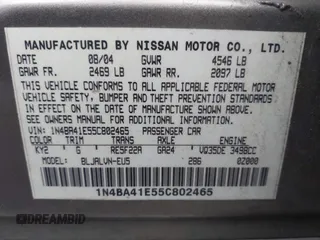 MANUFACTURED BY NISSAN MOTOR CO., LTD.
DATE 08/04 GVWR 4546 LB
GAWR FR. 2469 LB GAWR RR. 2097 LB
THIS VEHICLE CONFORMS TO ALL APPLICABLE FEDERAL MOTOR
VEHICLE SAFETY, BUMPER, AND THEFT PREVENTION
STANDARDS IN EFFECT ON THE DATE OF MANUFACTURE SHOWN ABOVE.
SEE OWNERS MANUAL FOR ADDITIONAL INFORMATION
1N4BA41E55C802465 PASSENGER CAR
COLOR TRIM TRANS AXLE ENGINE
KY2 G RE5F22A GA24 VQ35DE 3498CC
MODEL: BLJALVN-EU5 286 02000
1N4BA41E55C802465
AUTOBIDMASTER